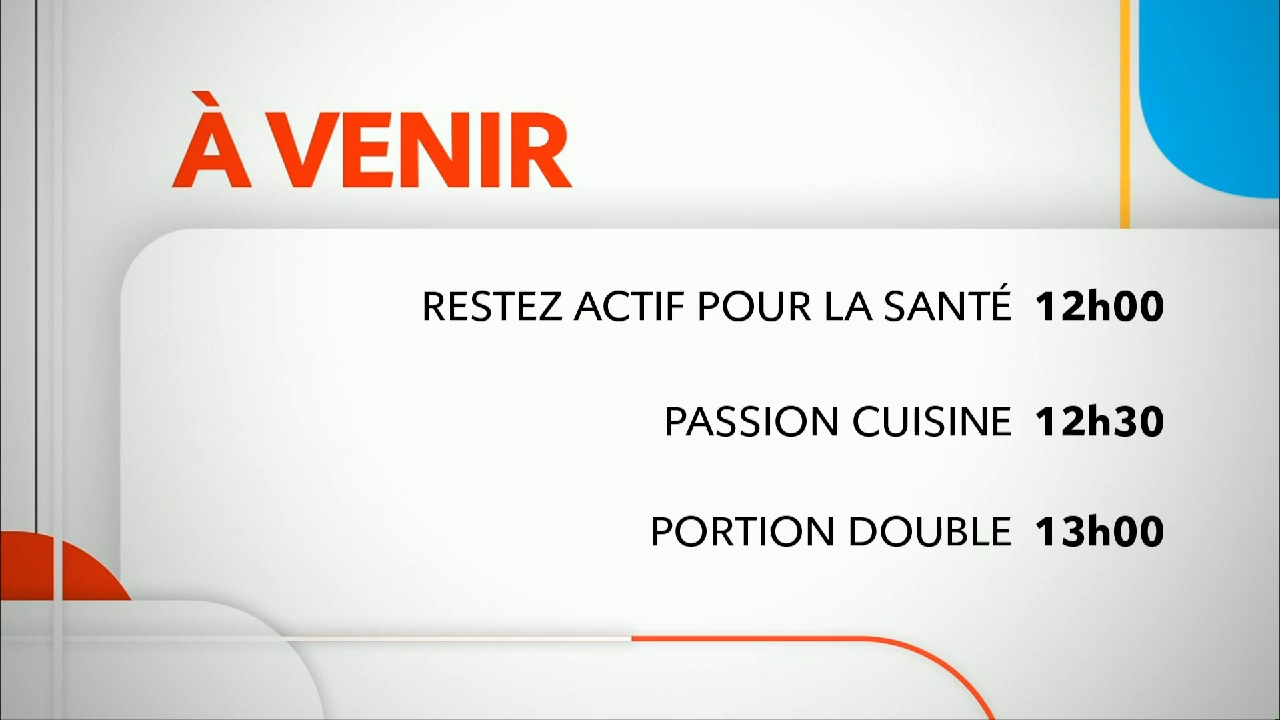 À VENIR
RESTEZ ACTIF POUR LA SANTÉ 12h00
PASSION CUISINE 12h30
PORTION DOUBLE 13h00